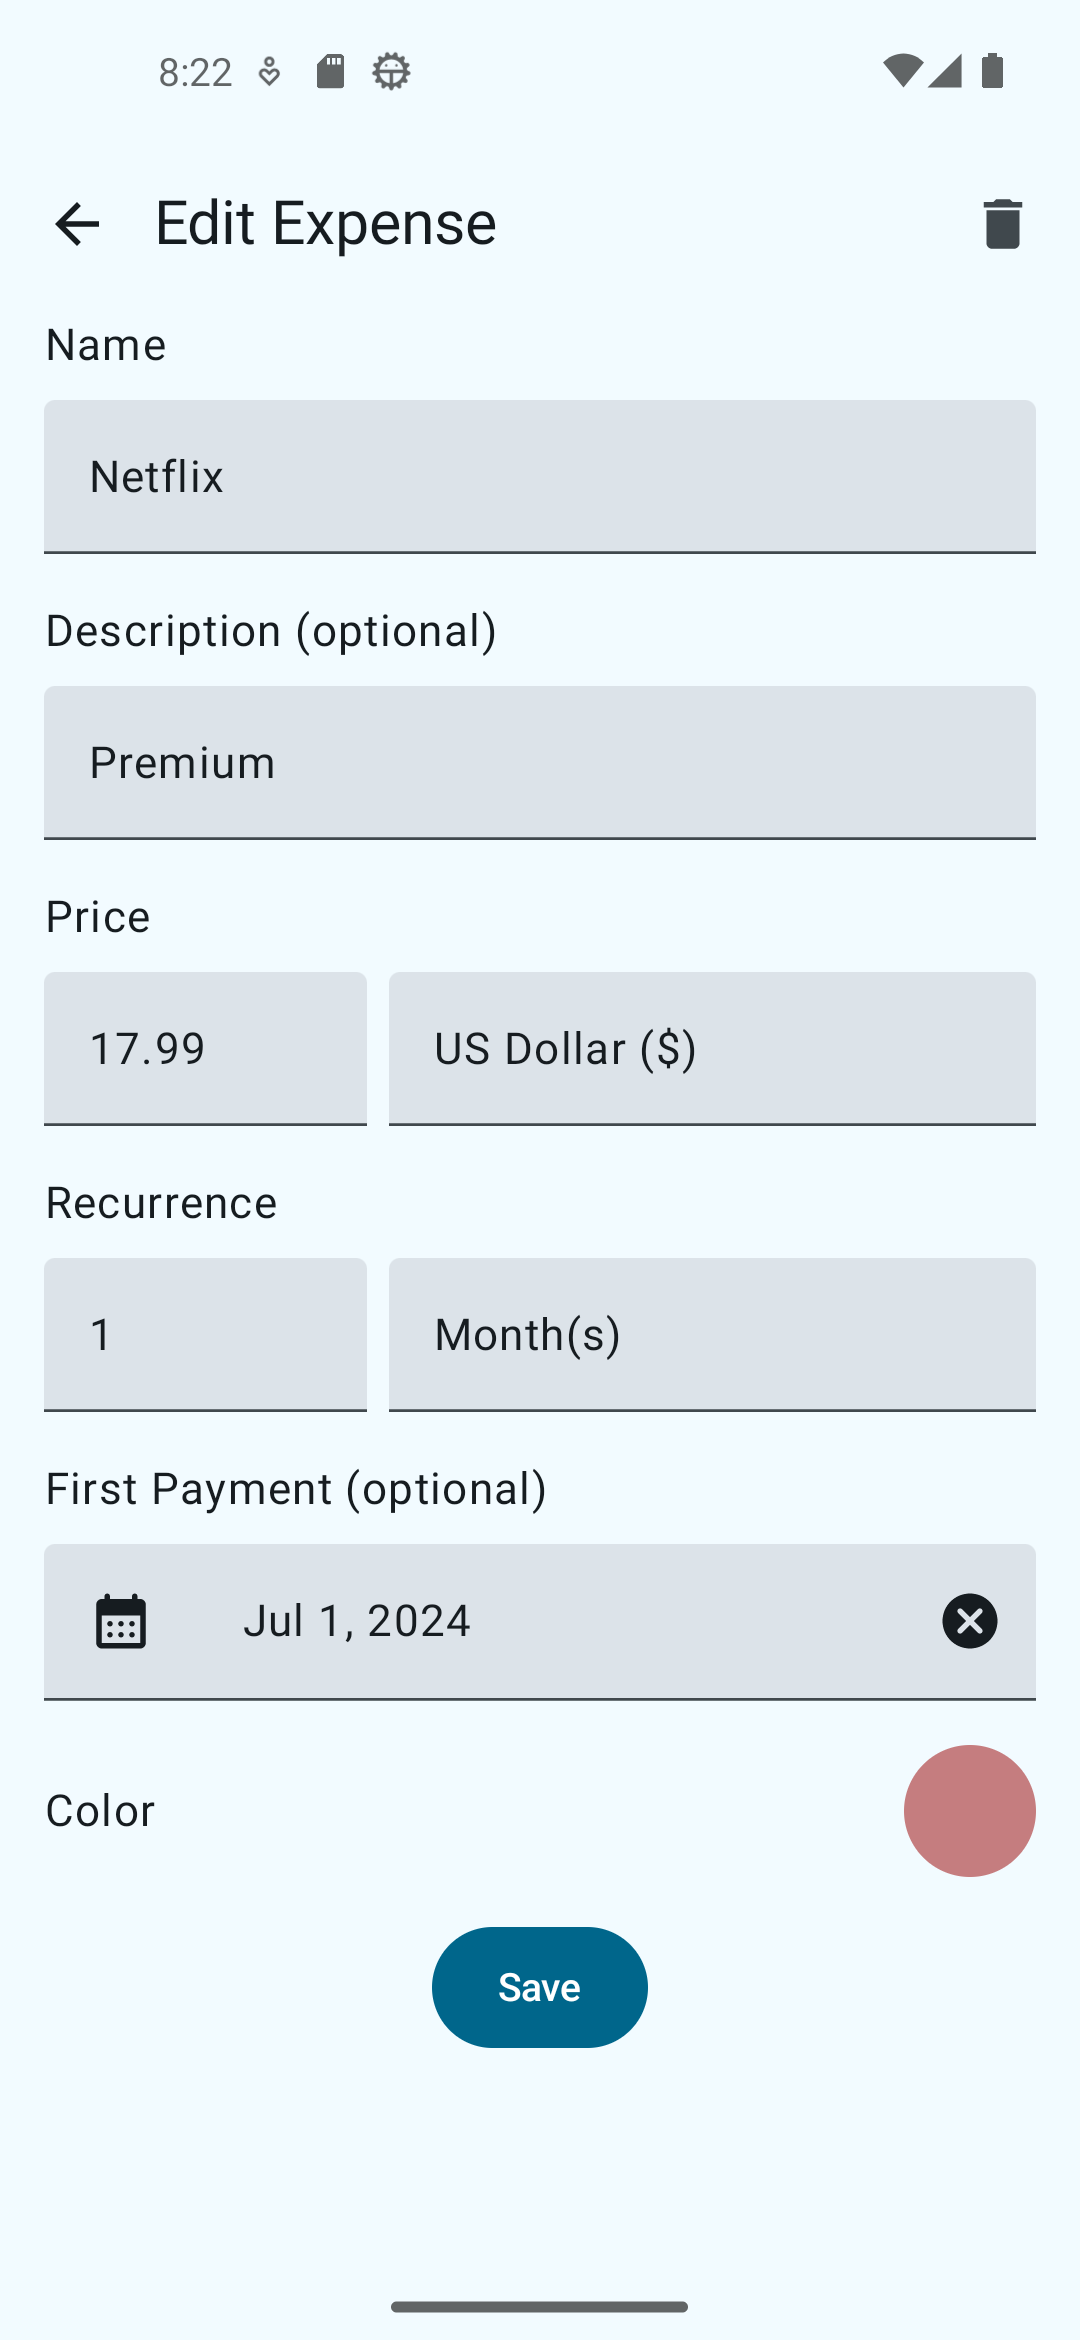 8:22
Edit Expense
Name
Netflix
Description (optional)
Premium
Price
17.99
US Dollar ($)
Recurrence
1
Month(s)
First Payment (optional)
Jul 1, 2024
Color
Save